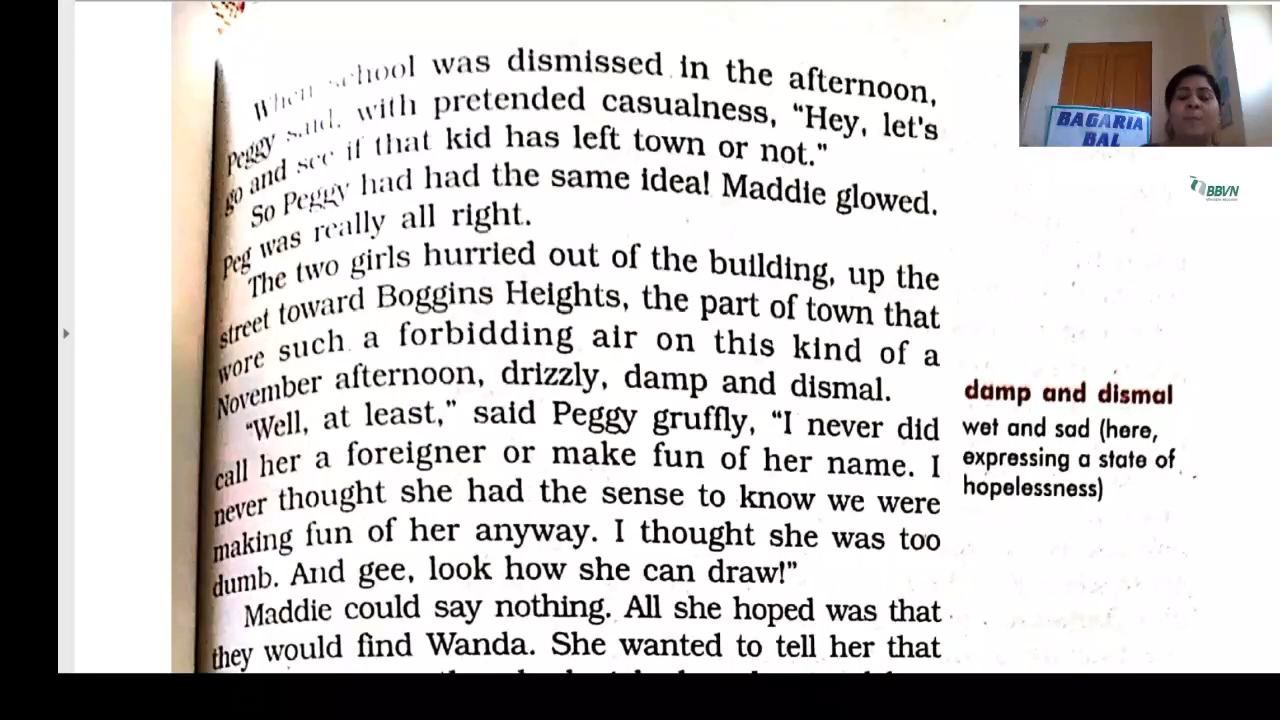 When school was dismissed in the afternoon,
Peggy said, with pretended casualness, “Hey, let's
go and see if that kid has left town or not."
So Peggy had had the same idea! Maddie glowed.
Peg was really all right.
The two girls hurried out of the building, up the
street toward Boggins Heights, the part of town that
wore such a forbidding air on this kind of a
November afternoon, drizzly, damp and dismal.
“Well, at least,” said Peggy gruffly, “I never did
call her a foreigner or make fun of her name. I
never thought she had the sense to know we were
making fun of her anyway. I thought she was too
dumb. And gee, look how she can draw!”
Maddie could say nothing. All she hoped was that
they would find Wanda. She wanted to tell her that
damp and dismal
wet and sad (here,
expressing a state of
hopelessness)
BAGARIA
BAL
BBVN